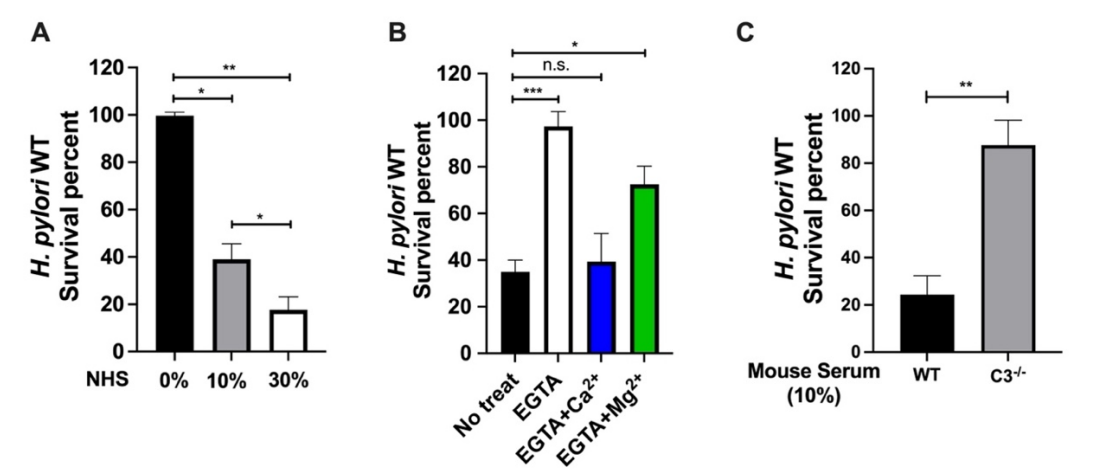 A
H. pylori WT
Survival percent
120
100
80
60
40
20
0
**
*
*
NHS 0% 10% 30%
B
H. pylori WT
Survival percent
120
100
80
60
40
20
0
*
n.s.
***
No treat
EGTA
EGTA+Ca²⁺
EGTA+Mg²⁺
C
H. pylori WT
Survival percent
120
100
80
60
40
20
0
**
Mouse Serum WT C3⁻/⁻
(10%)